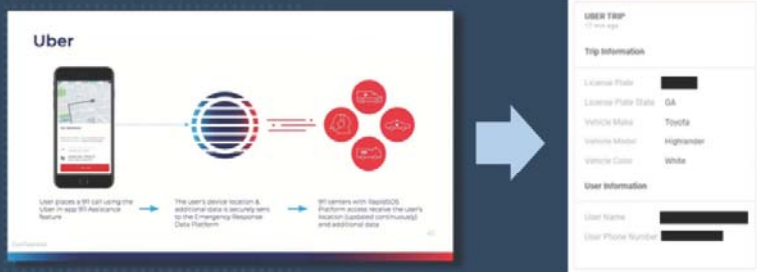 Uber
User places a 911 call using the
Uber in app 911 Assistance
feature
The user's device location &
additional data is securely sent
to the Emergency Response
Data Platform
911 centers with RapidSOS
Platform access receive the user's
location (updated continuously)
and additional data
Confidential
UBER TRIP
Trip Information
License Plate
License Plate State GA
Vehicle Make Toyota
Vehicle Model Highlander
Vehicle Color White
User Information
User Name
User Phone Number